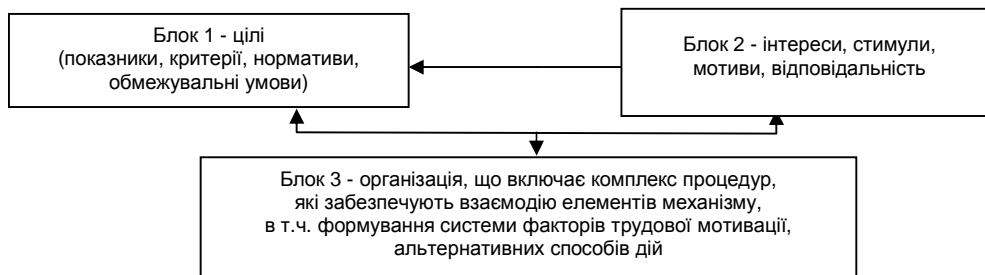 Блок 1 - цілі
(показники, критерії, нормативи,
обмежувальні умови)
Блок 2 - інтереси, стимули,
мотиви, відповідальність
Блок 3 - організація, що включає комплекс процедур,
які забезпечують взаємодію елементів механізму,
в т.ч. формування системи факторів трудової мотивації,
альтернативних способів дій